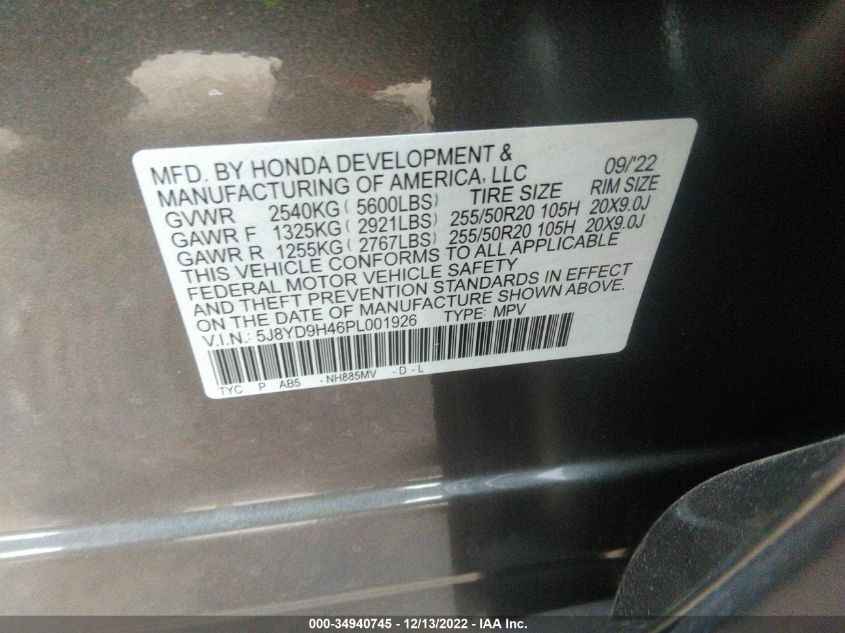 MFD. BY HONDA DEVELOPMENT & 09/'22
MANUFACTURING OF AMERICA, LLC
TIRE SIZE RIM SIZE
GVWR 2540KG( 5600LBS)
GAWR F 1325KG( 2921LBS) 255/50R20 105H 20X9.0J
GAWR R 1255KG( 2767LBS) 255/50R20 105H 20X9.0J
THIS VEHICLE CONFORMS TO ALL APPLICABLE
FEDERAL MOTOR VEHICLE SAFETY
AND THEFT PREVENTION STANDARDS IN EFFECT
ON THE DATE OF MANUFACTURE SHOWN ABOVE.
V.I.N.: 5J8YD9H46PL001926 TYPE: MPV
TYC P AB5 -NH885MV -D-L
000-34940745 - 12/13/2022 - IAA Inc.